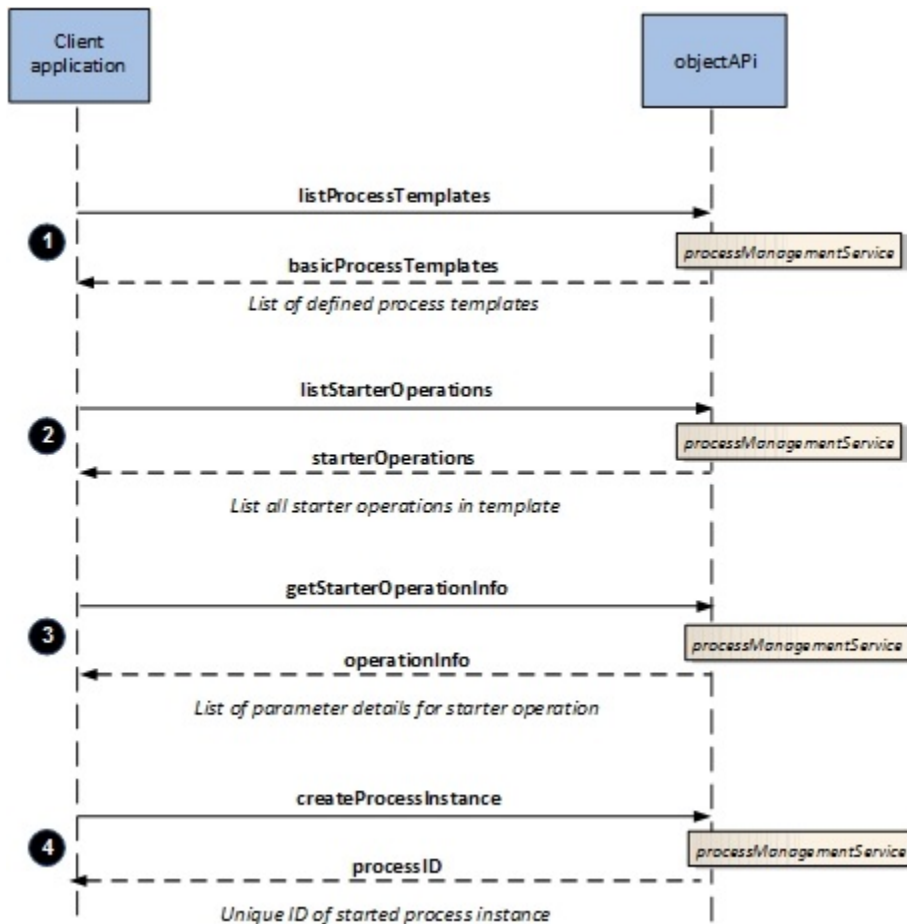 Client
application
objectAPi
listProcessTemplates
1
processManagementService
basicProcessTemplates
List of defined process templates
listStarterOperations
2
processManagementService
starterOperations
List all starter operations in template
getStarterOperationInfo
3
processManagementService
operationInfo
List of parameter details for starter operation
createProcessInstance
4
processManagementService
processID
Unique ID of started process instance